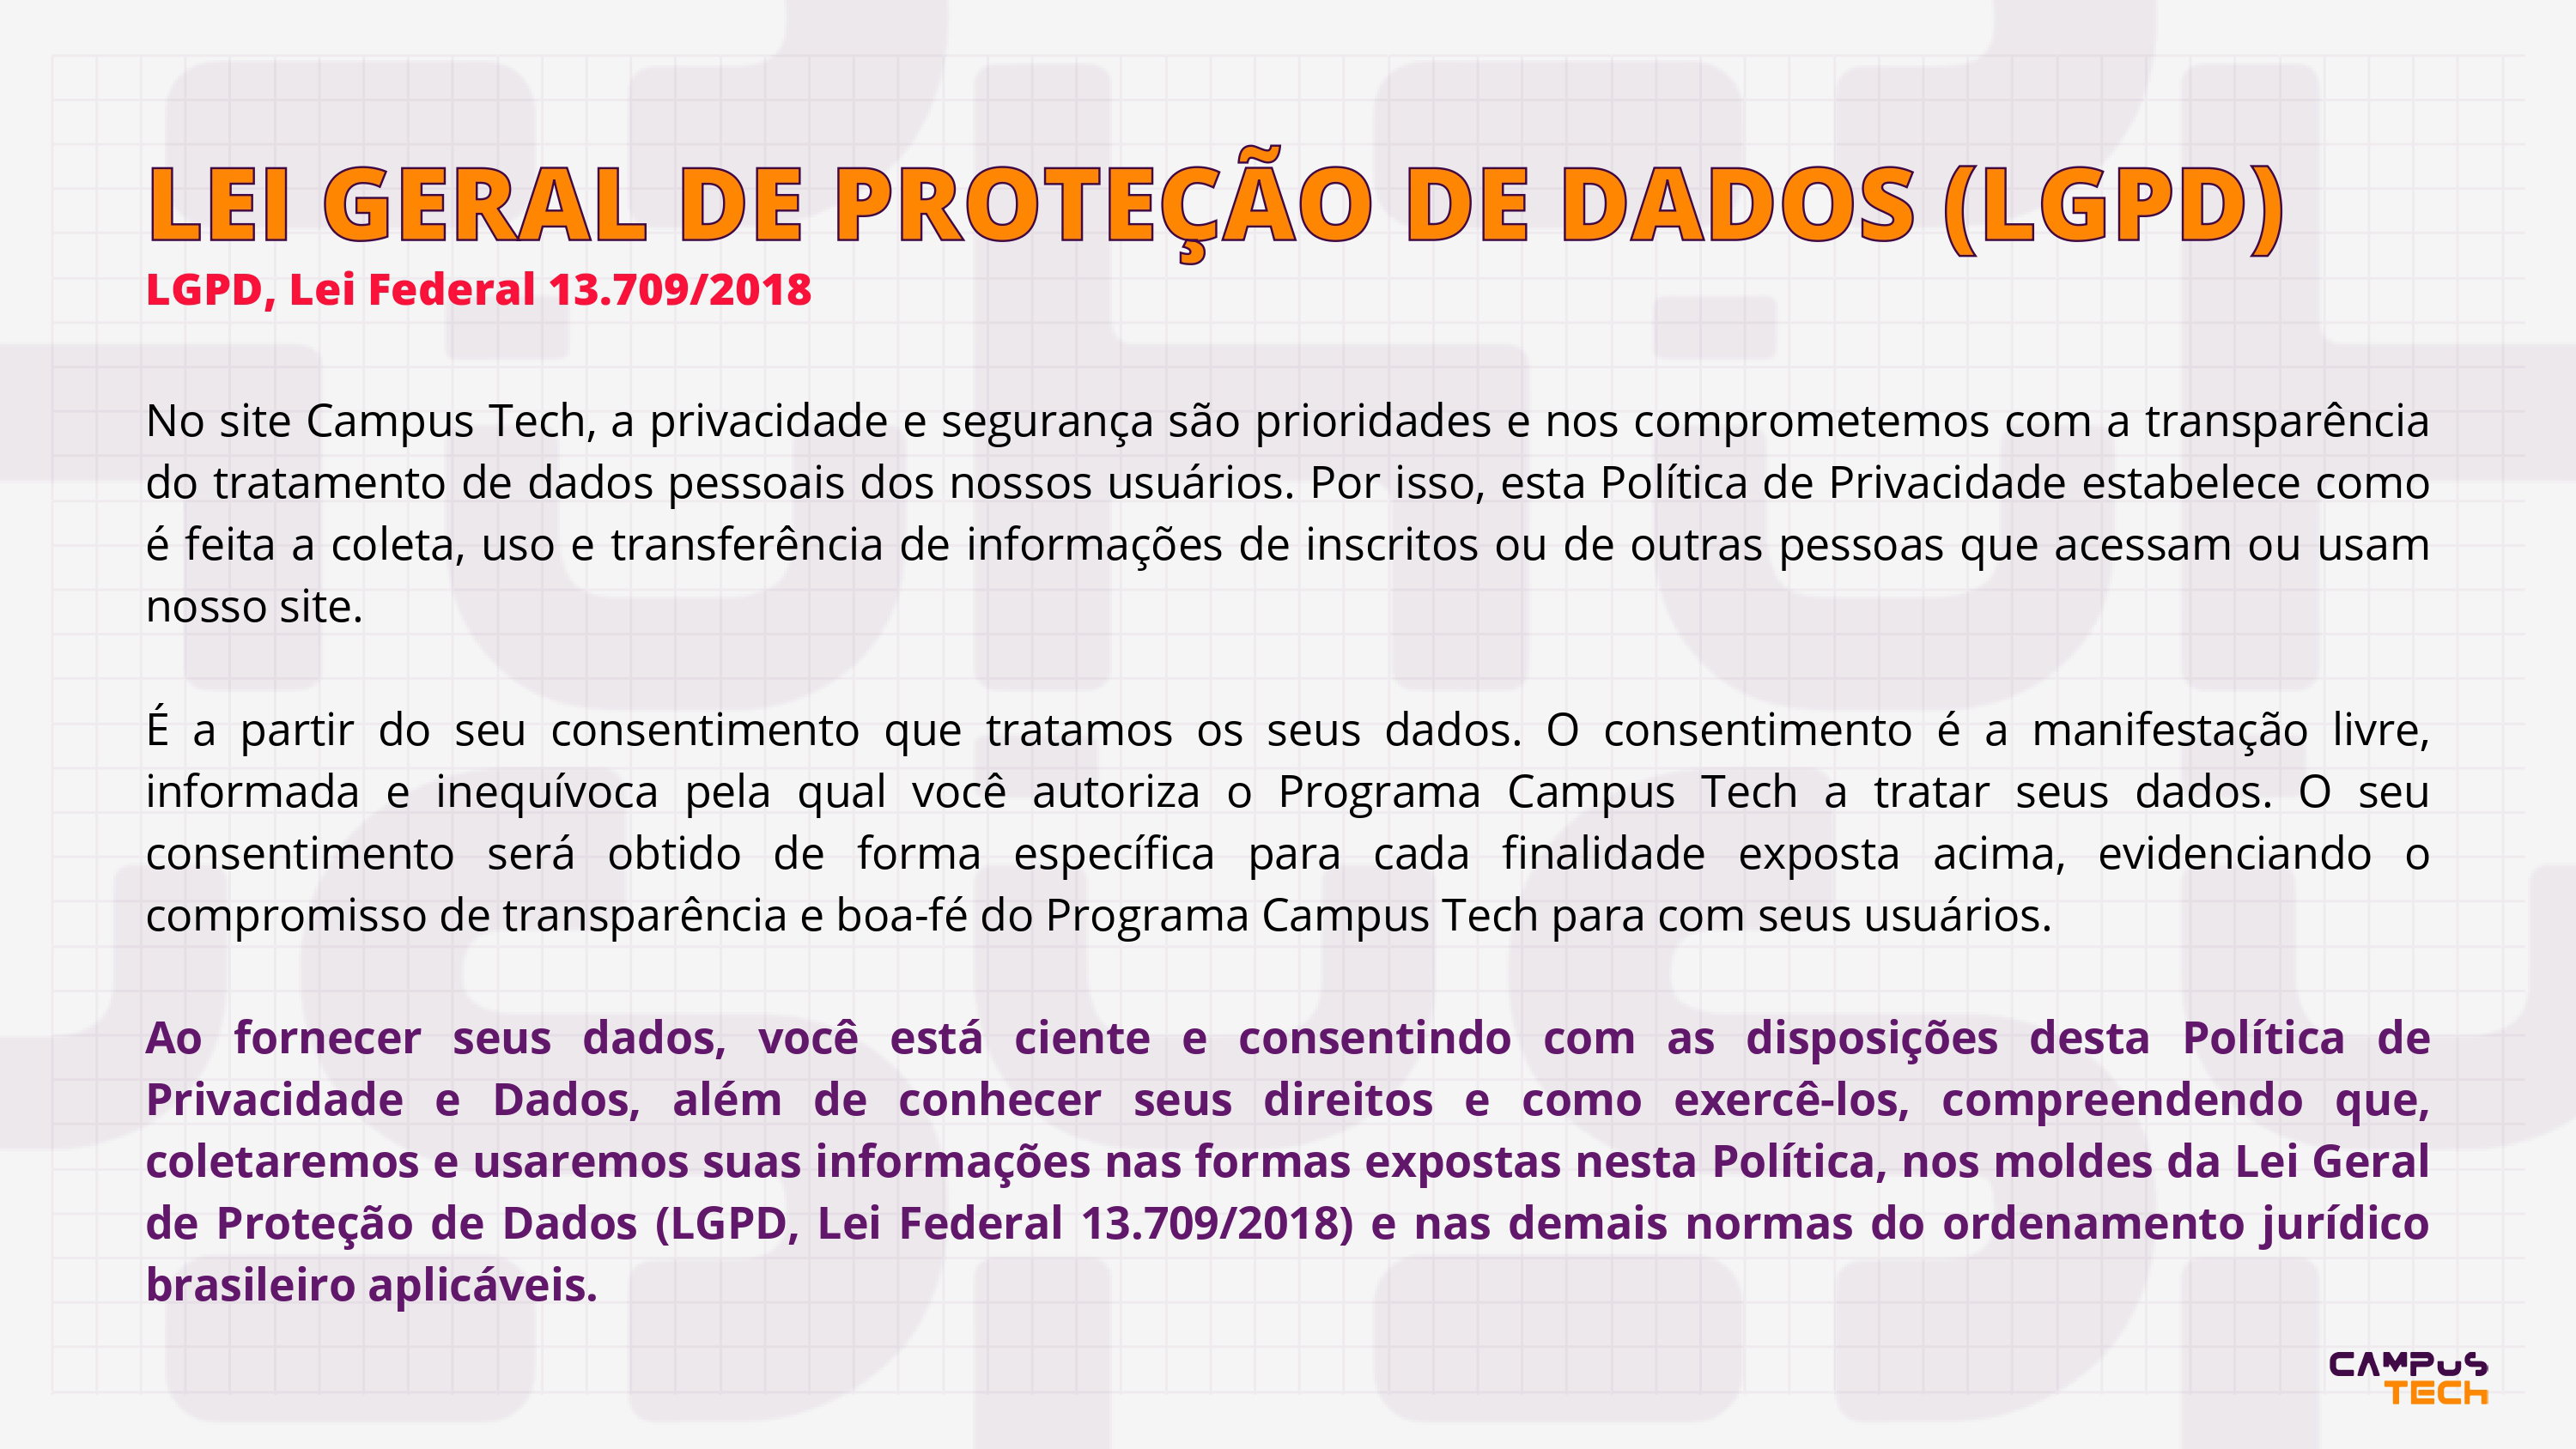 LEI GERAL DE PROTEÇÃO DE DADOS (LGPD)
LGPD, Lei Federal 13.709/2018
No site Campus Tech, a privacidade e segurança são prioridades e nos comprometemos com a transparência
do tratamento de dados pessoais dos nossos usuários. Por isso, esta Política de Privacidade estabelece como
é feita a coleta, uso e transferência de informações de inscritos ou de outras pessoas que acessam ou usam
nosso site.
É a partir do seu consentimento que tratamos os seus dados. O consentimento é a manifestação livre,
informada e inequívoca pela qual você autoriza o Programa Campus Tech a tratar seus dados. O seu
consentimento será obtido de forma específica para cada finalidade exposta acima, evidenciando o
compromisso de transparência e boa-fé do Programa Campus Tech para com seus usuários.
Ao fornecer seus dados, você está ciente e consentindo com as disposições desta Política de
Privacidade e Dados, além de conhecer seus direitos e como exercê-los, compreendendo que,
coletaremos e usaremos suas informações nas formas expostas nesta Política, nos moldes da Lei Geral
de Proteção de Dados (LGPD, Lei Federal 13.709/2018) e nas demais normas do ordenamento jurídico
brasileiro aplicáveis.
CAMPUS
TECH